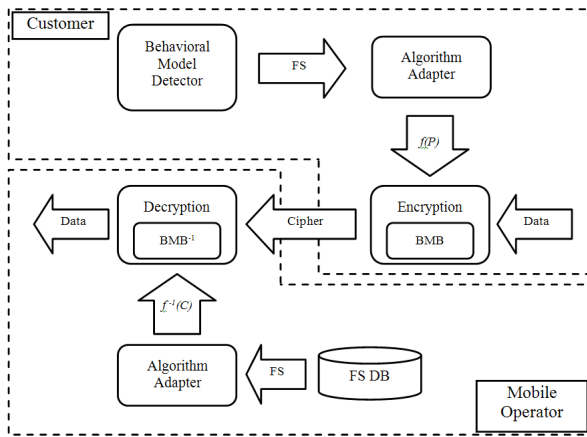 Customer
Behavioral
Model
Detector
FS
Algorithm
Adapter
f(P)
Data
Decryption
BMB-1
Cipher
Encryption
BMB
Data
f-1(C)
Algorithm
Adapter
FS
FS DB
Mobile
Operator